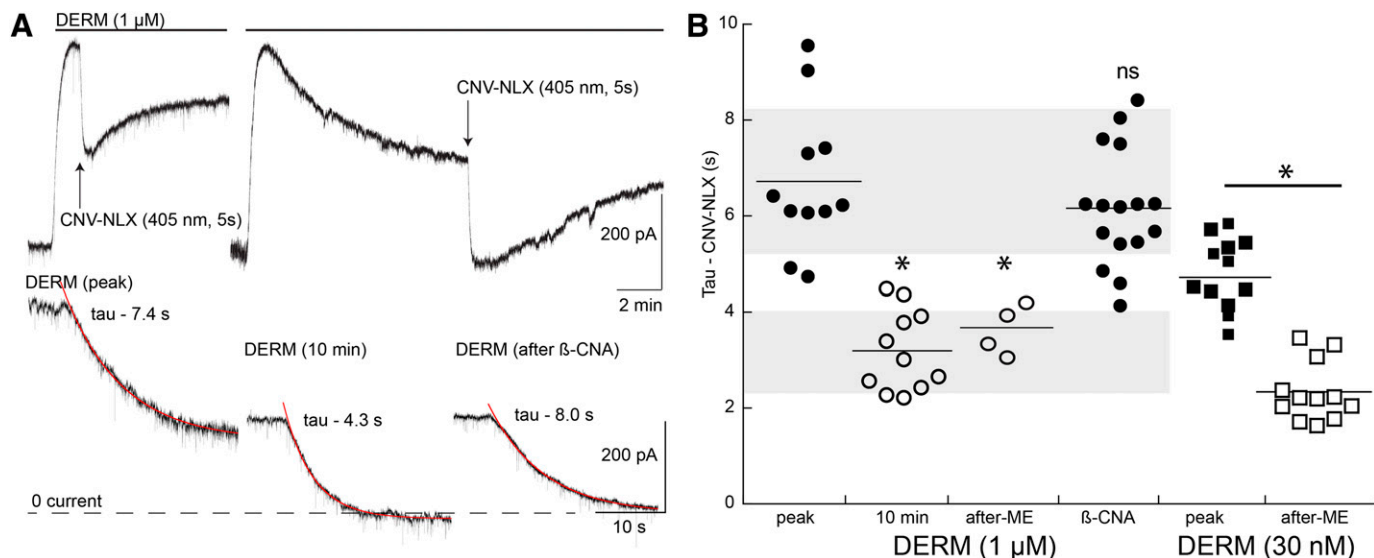 A
DERM (1 µM)
CNV-NLX (405 nm, 5s)
CNV-NLX (405 nm, 5s)
200 pA
2 min
DERM (peak)
tau - 7.4 s
DERM (10 min)
tau - 4.3 s
DERM (after ß-CNA)
tau - 8.0 s
200 pA
0 current
10 s
B
Tau - CNV-NLX (s)
10
8
6
4
2
0
*
*
ns
*
peak
10 min
after-ME
ß-CNA
peak
after-ME
DERM (1 µM)
DERM (30 nM)